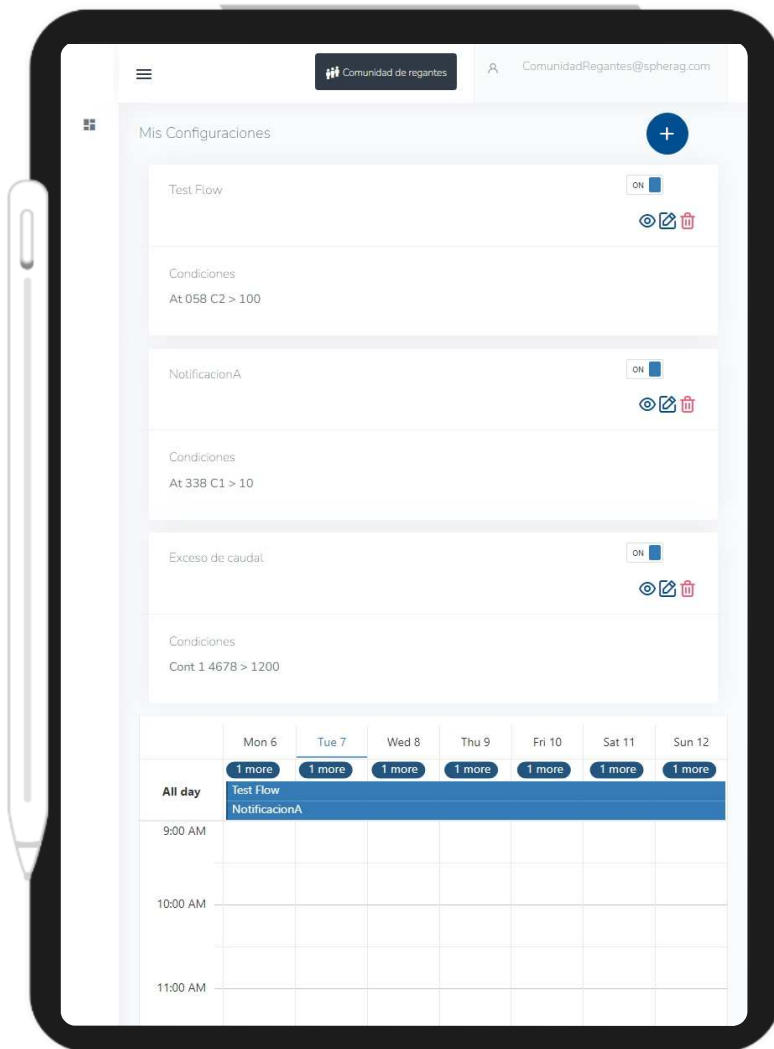 Comunidad de regantes
ComunidadRegantes@spherag.com
Mis Configuraciones
Test Flow
ON
Condiciones
At 058 C2 > 100
NotificacionA
ON
Condiciones
At 338 C1 > 10
Exceso de caudal
ON
Condiciones
Cont 1 4678 > 1200
Mon 6 Tue 7 Wed 8 Thu 9 Fri 10 Sat 11 Sun 12
1 more 1 more 1 more 1 more 1 more 1 more 1 more
All day
Test Flow
NotificacionA
9:00 AM
10:00 AM
11:00 AM